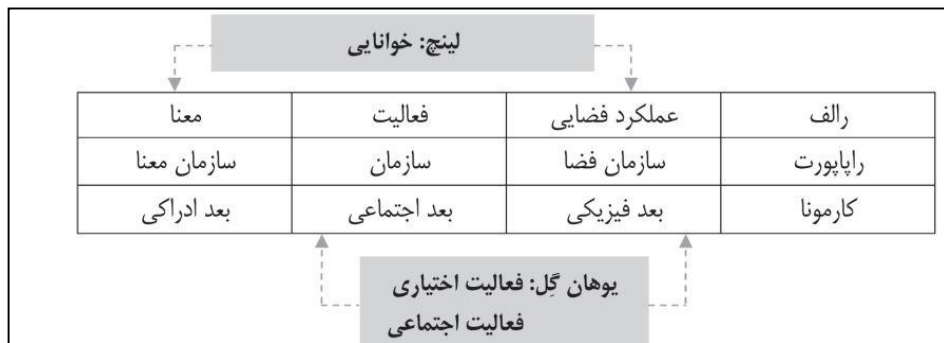 لینچ: خوانایی
رالف عملکرد فضایی فعالیت معنا
راپاپورت سازمان فضا سازمان سازمان معنا
کارمونا بعد فیزیکی بعد اجتماعی بعد ادراکی
یوهان گِل: فعالیت اختیاری
فعالیت اجتماعی